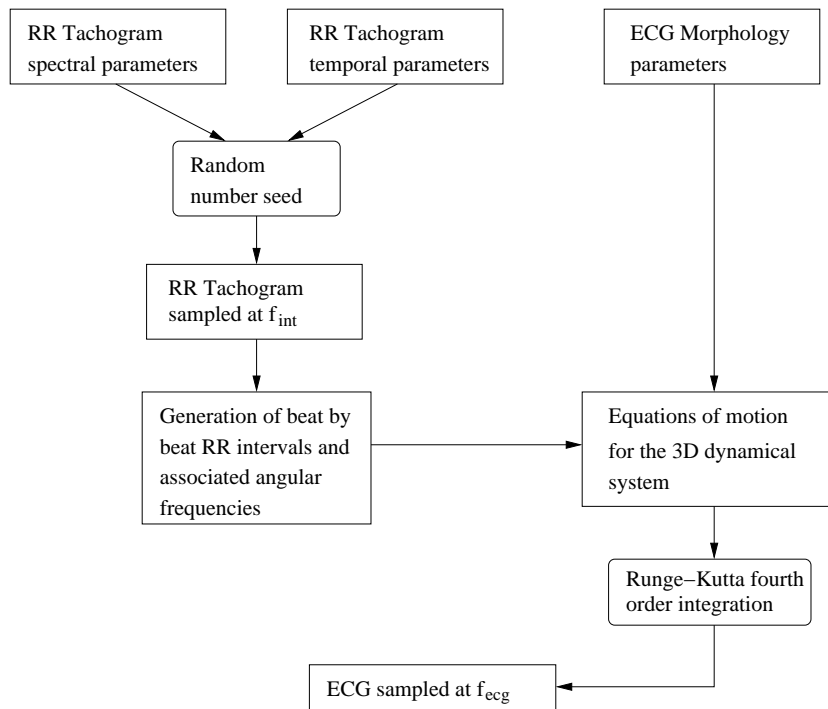 RR Tachogram
spectral parameters
RR Tachogram
temporal parameters
ECG Morphology
parameters
Random
number seed
RR Tachogram
sampled at f_int
Generation of beat by
beat RR intervals and
associated angular
frequencies
Equations of motion
for the 3D dynamical
system
Runge−Kutta fourth
order integration
ECG sampled at f_ecg